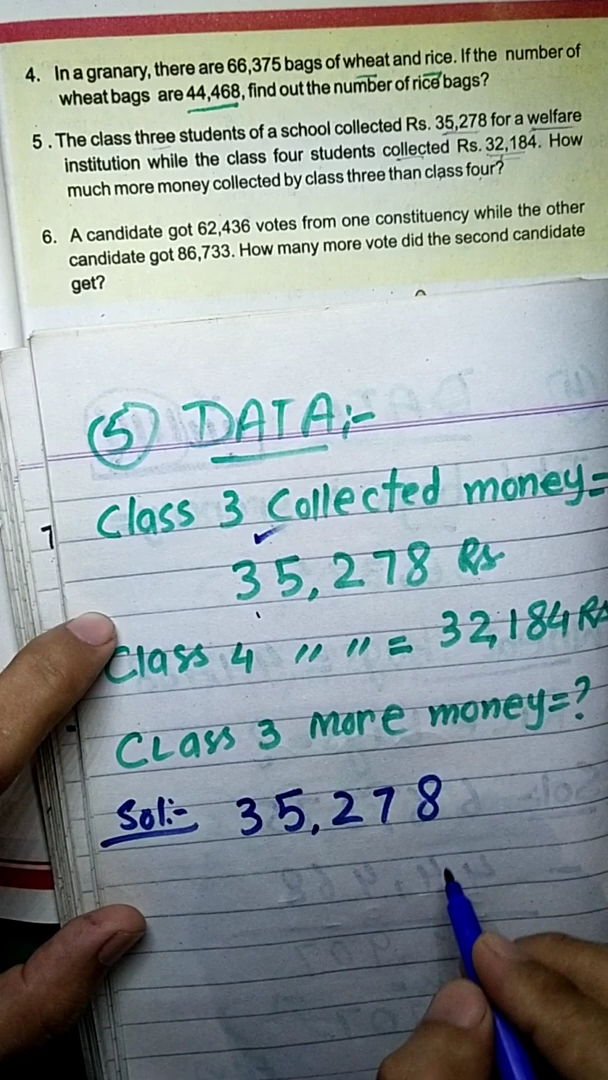 4. In a granary, there are 66,375 bags of wheat and rice. If the number of
wheat bags are 44,468, find out the number of rice bags?
5. The class three students of a school collected Rs. 35,278 for a welfare
institution while the class four students collected Rs. 32,184. How
much more money collected by class three than class four?
6. A candidate got 62,436 votes from one constituency while the other
candidate got 86,733. How many more vote did the second candidate
get?
(5) DATA:-
Class 3 Collected money=
35,278 Rs
Class 4 " " = 32,184 Rs
CLass 3 More money=?
Sol:- 35,278